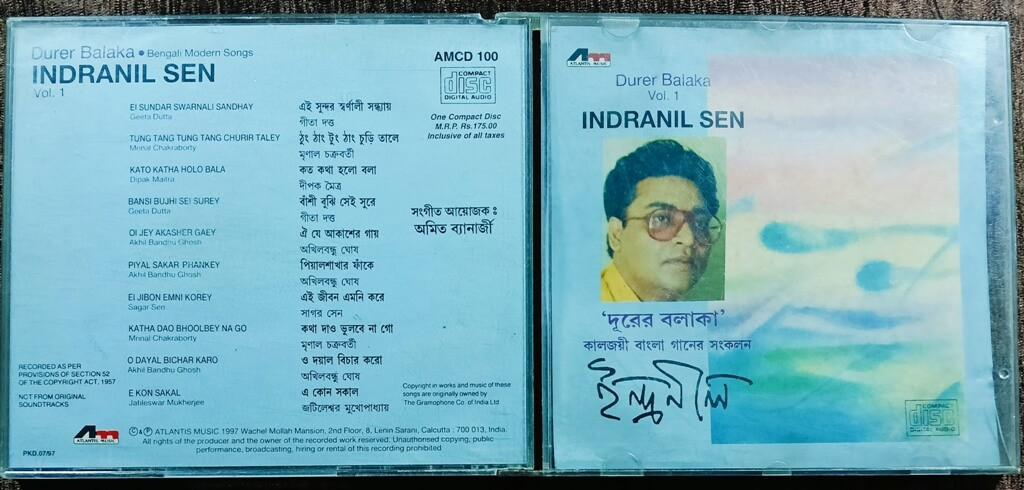 Durer Balaka • Bengali Modern Songs
INDRANIL SEN
Vol. 1
AMCD 100
COMPACT
disc
DIGITAL AUDIO
One Compact Disc
M.R.P. Rs.175.00
Inclusive of all taxes
EI SUNDAR SWARNALI SANDHAY
Geeta Dutta
এই সুন্দর স্বর্ণালী সন্ধ্যায়
গীতা দত্ত
TUNG TANG TUNG TANG CHURIR TALEY
Mrinal Chakraborty
ঠুং ঠাং ঠুং ঠাং চুড়ি তালে
মৃণাল চক্রবর্তী
KATO KATHA HOLO BALA
Dipak Maitra
কত কথা হলো বলা
দীপক মৈত্র
BANSI BUJHI SEI SUREY
Geeta Dutta
বাঁশী বুঝি সেই সুরে
গীতা দত্ত
OI JEY AKASHER GAEY
Akhil Bandhu Ghosh
ঐ যে আকাশের গায়
অখিলবন্ধু ঘোষ
PIYAL SAKAR PHANKEY
Akhil Bandhu Ghosh
পিয়ালশাখার ফাঁকে
অখিলবন্ধু ঘোষ
EI JIBON EMNI KOREY
Sagar Sen
এই জীবন এমনি করে
সাগর সেন
KATHA DAO BHOOLBEY NA GO
Mrinal Chakraborty
কথা দাও ভুলবে না গো
মৃণাল চক্রবর্তী
O DAYAL BICHAR KARO
Akhil Bandhu Ghosh
ও দয়াল বিচার করো
অখিলবন্ধু ঘোষ
E KON SAKAL
Jatileswar Mukherjee
এ কোন সকাল
জটিলেশ্বর মুখোপাধ্যায়
সংগীত আয়োজক ঃ
অমিত ব্যানার্জী
RECORDED AS PER
PROVISIONS OF SECTION 52
OF THE COPYRIGHT ACT, 1957
NOT FROM ORIGINAL
SOUNDTRACKS
Copyright in works and music of these
songs are originally owned by
The Gramophone Co. of India Ltd
ATLANTIS MUSIC
© & ℗ ATLANTIS MUSIC 1997 Wachel Mollah Mansion, 2nd Floor, 8, Lenin Sarani, Calcutta : 700 013, India.
All rights of the producer and the owner of the recorded work reserved. Unauthorised copying, public
performance, broadcasting, hiring or rental of this recording prohibited
PKD.07/97
ATLANTIS MUSIC
Durer Balaka
Vol. 1
INDRANIL SEN
'দূরের বলাকা'
কালজয়ী বাংলা গানের সংকলন
ইন্দ্রনীল
COMPACT
disc
DIGITAL AUDIO